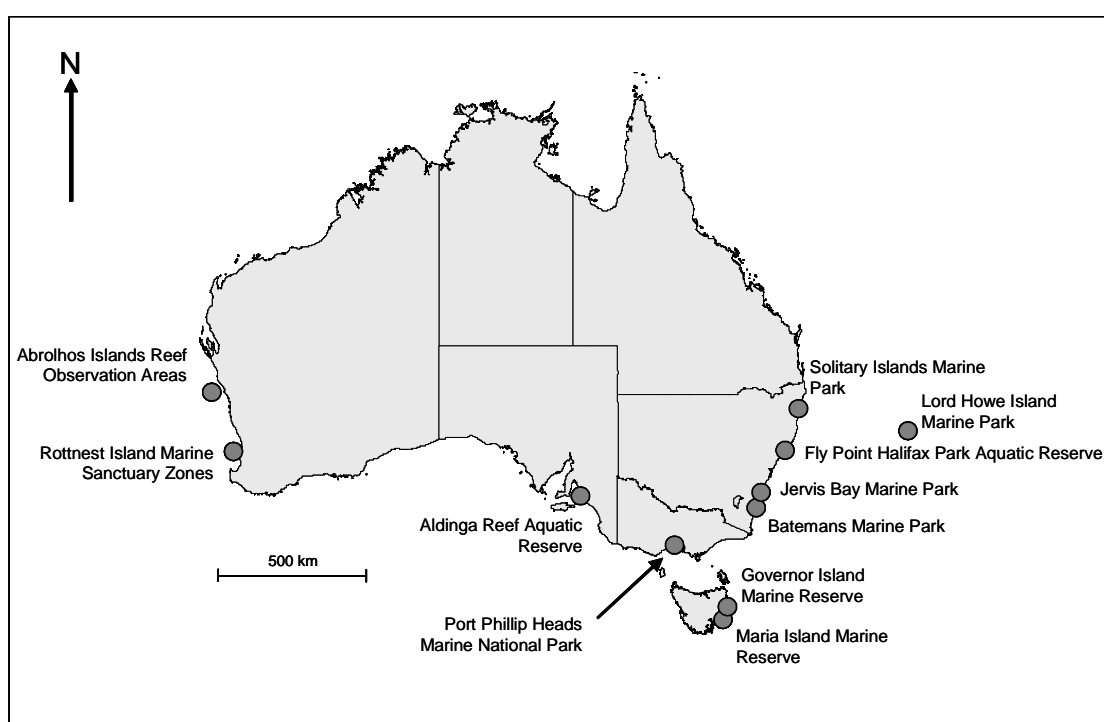 N
Abrolhos Islands Reef
Observation Areas
Rottnest Island Marine
Sanctuary Zones
Solitary Islands Marine
Park
Lord Howe Island
Marine Park
Fly Point Halifax Park Aquatic Reserve
Jervis Bay Marine Park
Batemans Marine Park
Aldinga Reef Aquatic
Reserve
500 km
Governor Island
Marine Reserve
Port Phillip Heads
Marine National Park
Maria Island Marine
Reserve